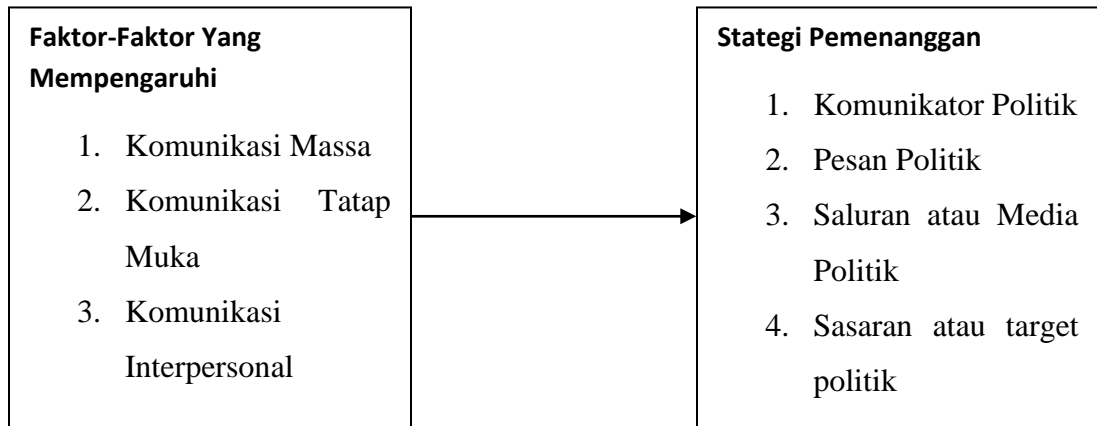 Faktor-Faktor Yang
Mempengaruhi
1. Komunikasi Massa
2. Komunikasi Tatap
Muka
3. Komunikasi
Interpersonal
Stategi Pemenanggan
1. Komunikator Politik
2. Pesan Politik
3. Saluran atau Media
Politik
4. Sasaran atau target
politik